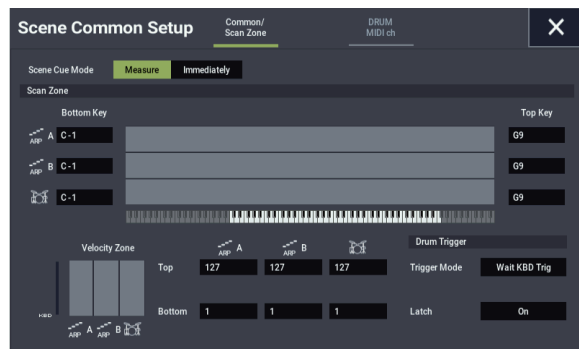 Scene Common Setup
Common/
Scan Zone
DRUM
MIDI ch
X
Scene Cue Mode Measure Immediately
Scan Zone
Bottom Key Top Key
ARP A C-1 G9
ARP B C-1 G9
C-1 G9
Velocity Zone ARP A ARP B Drum Trigger
Top 127 127 127 Trigger Mode Wait KBD Trig
KBD Bottom 1 1 1 Latch On
ARP A ARP B